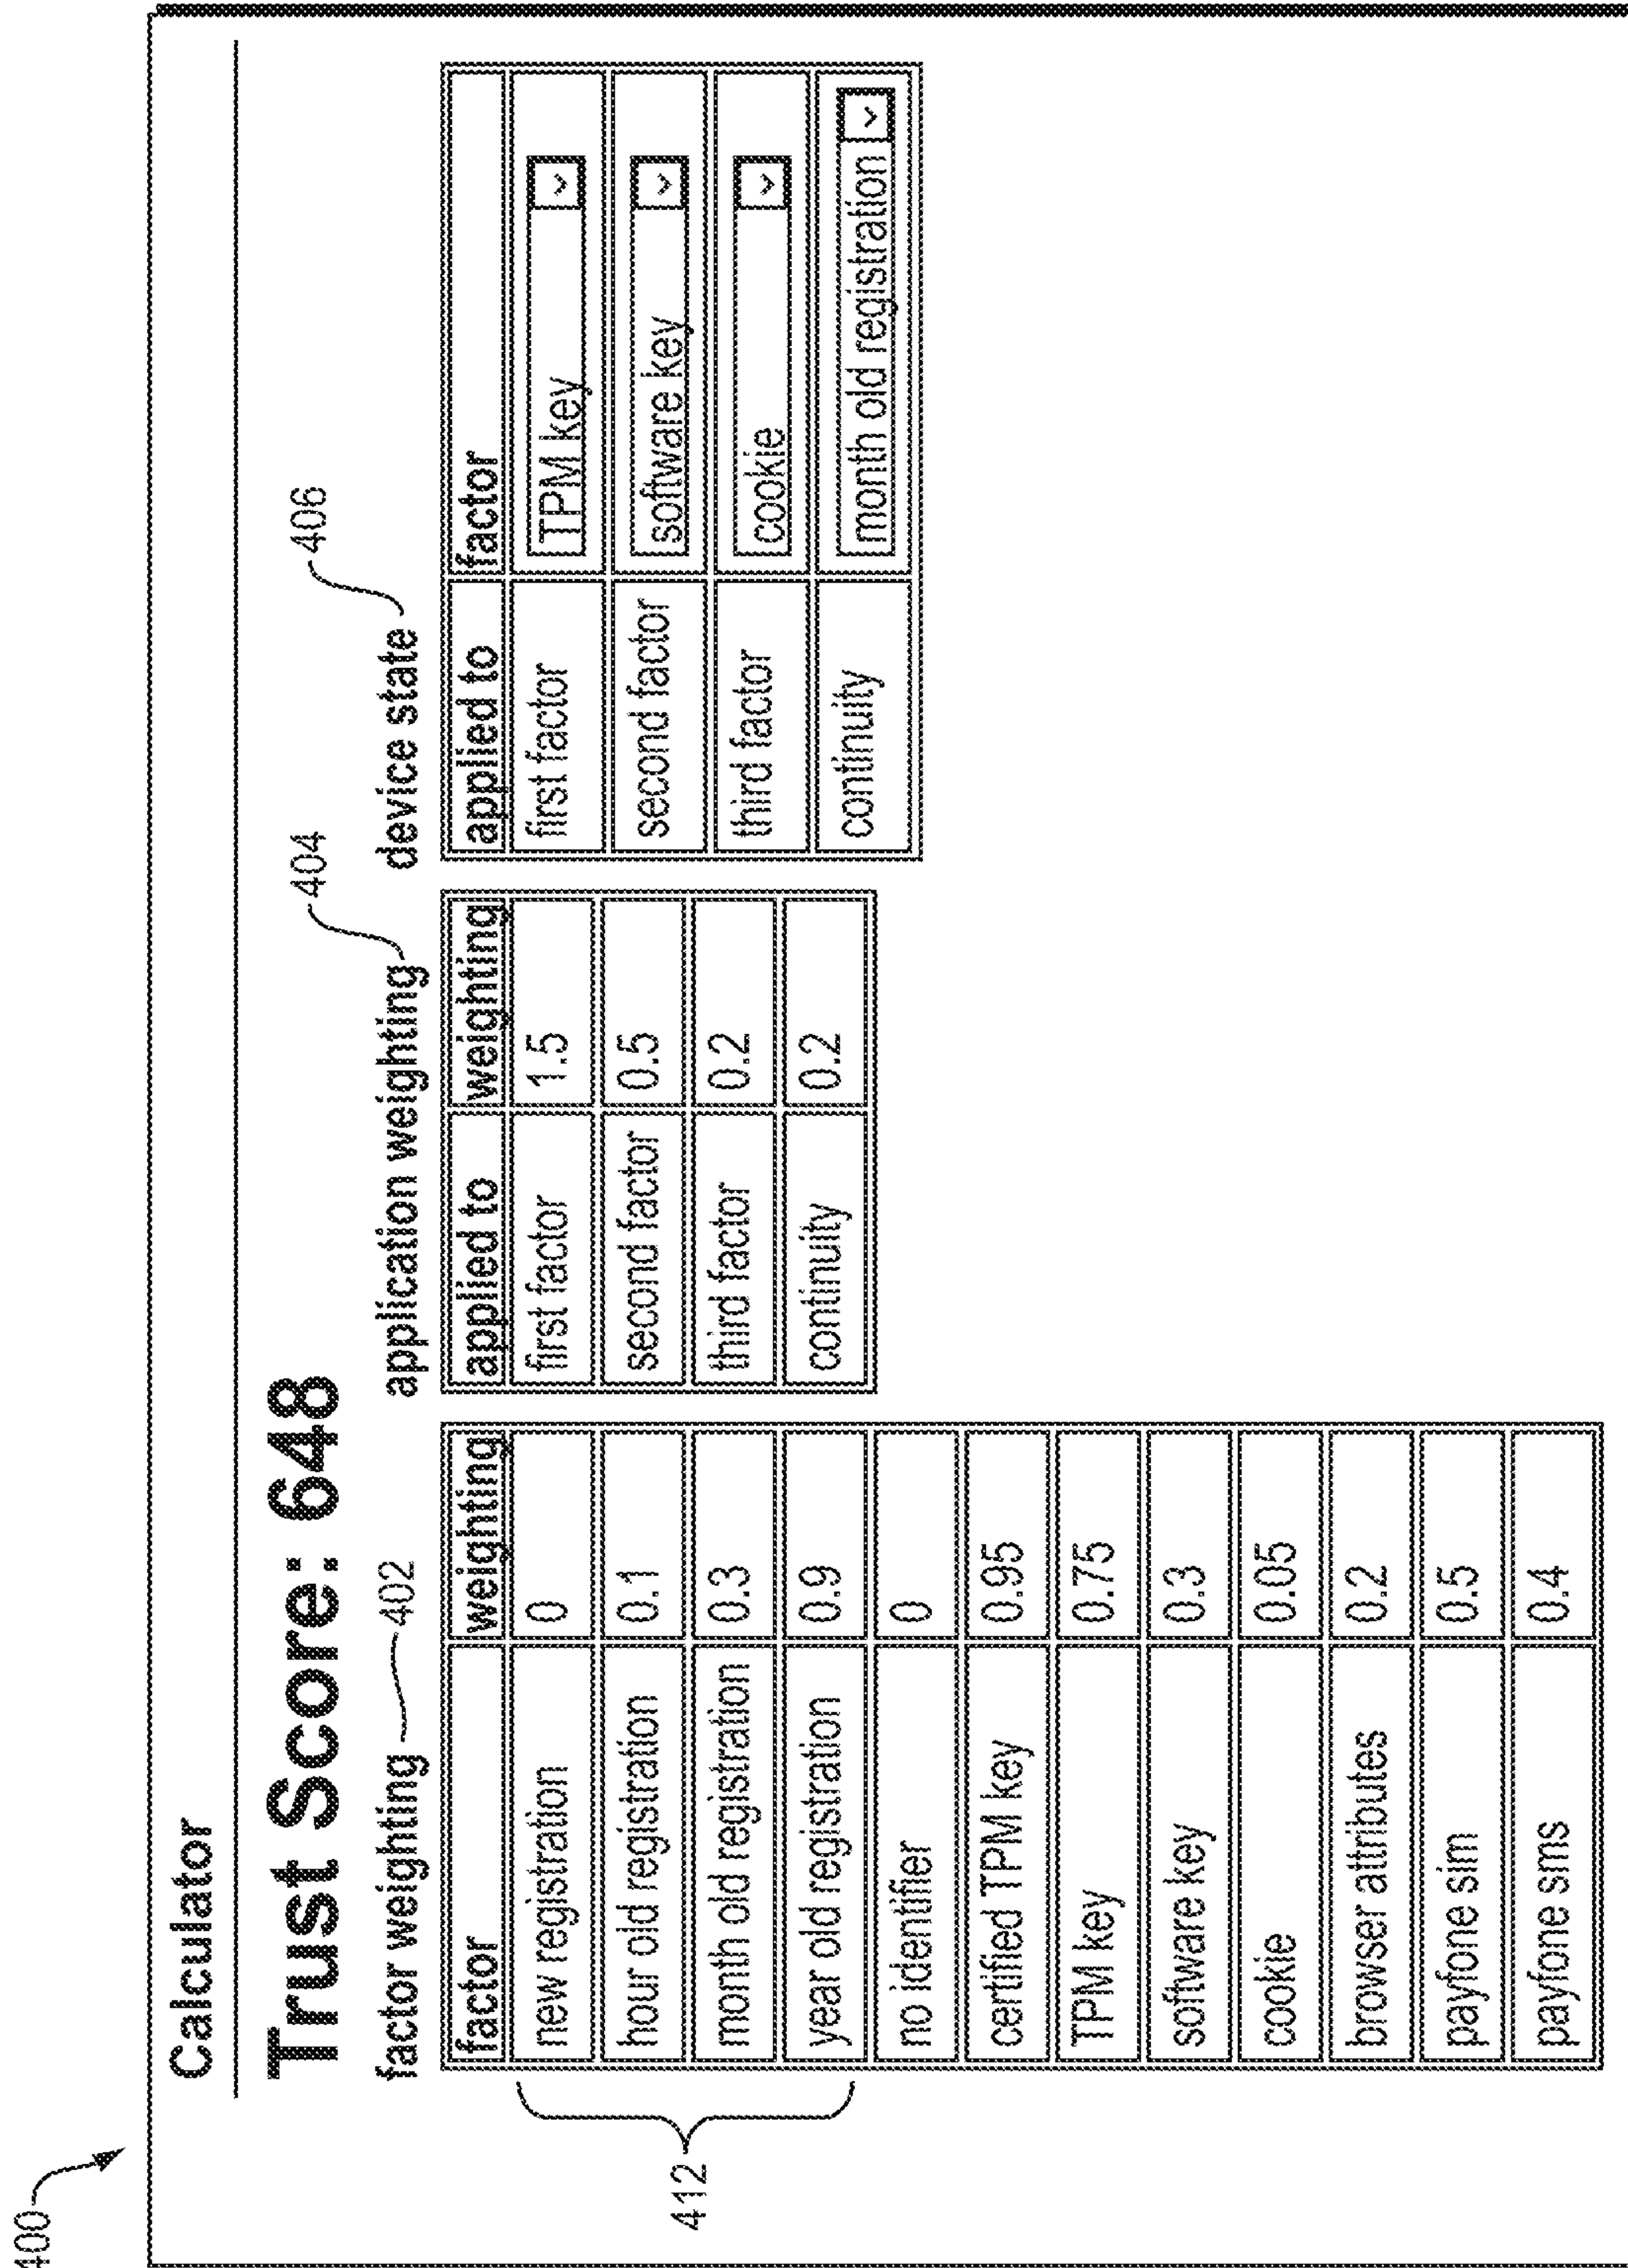 400
Calculator
Trust Score: 648
factor weighting 402
factor weighting
new registration 0
hour old registration 0.1
month old registration 0.3
year old registration 0.9
no identifier 0
certified TPM key 0.95
TPM key 0.75
software key 0.3
cookie 0.05
browser attributes 0.2
payfone sim 0.5
payfone sms 0.4
412
application weighting 404
applied to weighting
first factor 1.5
second factor 0.5
third factor 0.2
continuity 0.2
device state 406
applied to factor
first factor TPM key
second factor software key
third factor cookie
continuity month old registration